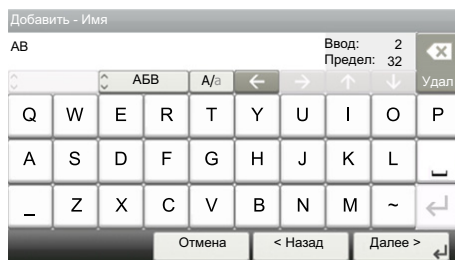 Добавить - Имя
AB Ввод: 2
Предел: 32
АБВ A/a ← → ↑ ↓ Удал
Q W E R T Y U I O P
A S D F G H J K L
_ Z X C V B N M ~
Отмена < Назад Далее >